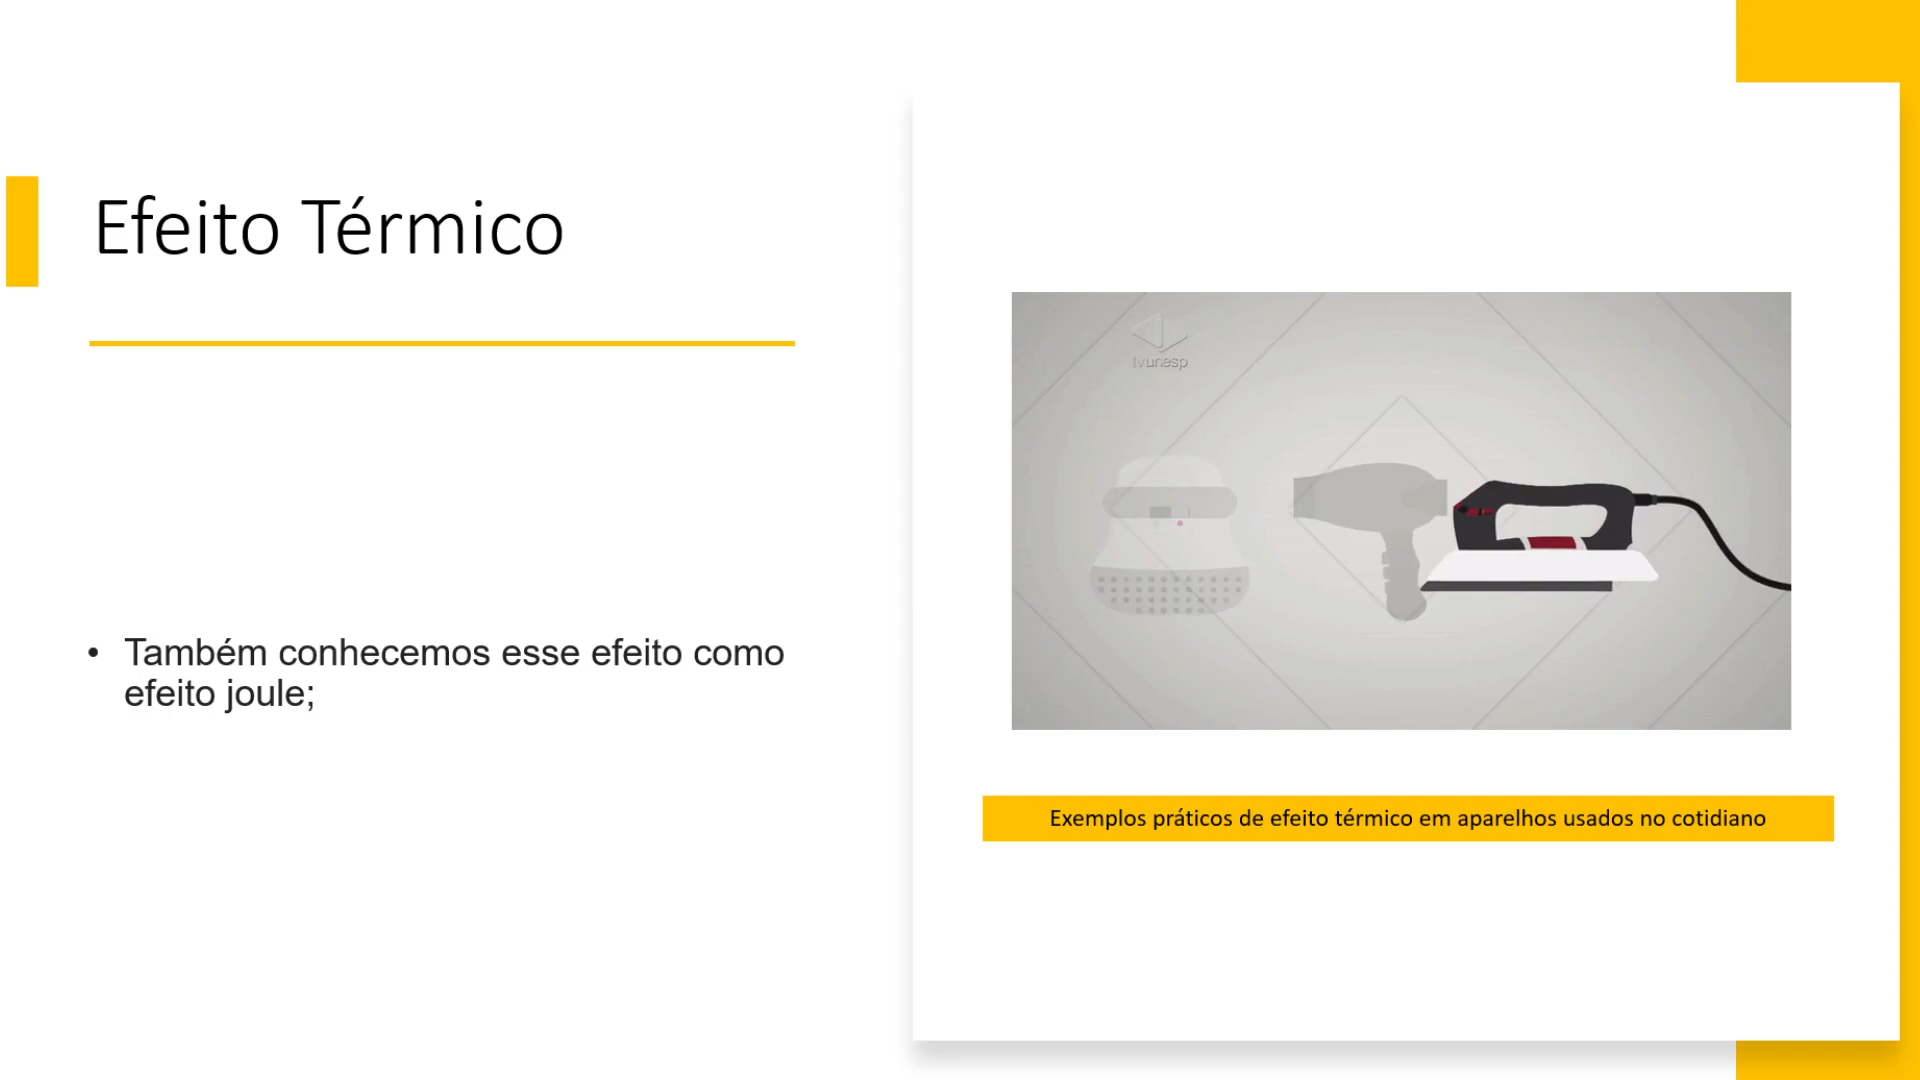 Efeito Térmico
• Também conhecemos esse efeito como
efeito joule;
tvunesp
Exemplos práticos de efeito térmico em aparelhos usados no cotidiano